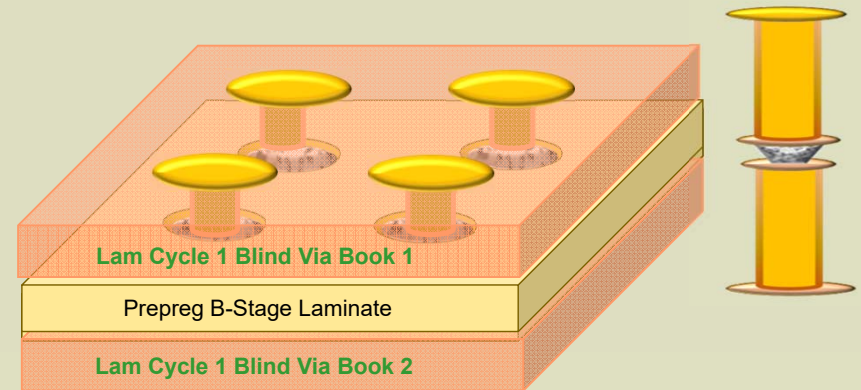 Lam Cycle 1 Blind Via Book 1
Prepreg B-Stage Laminate
Lam Cycle 1 Blind Via Book 2